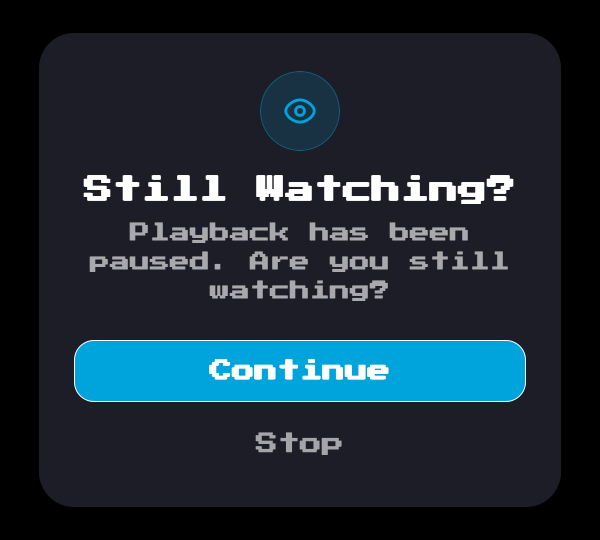 Still Watching?
Playback has been
paused. Are you still
watching?
Continue
Stop